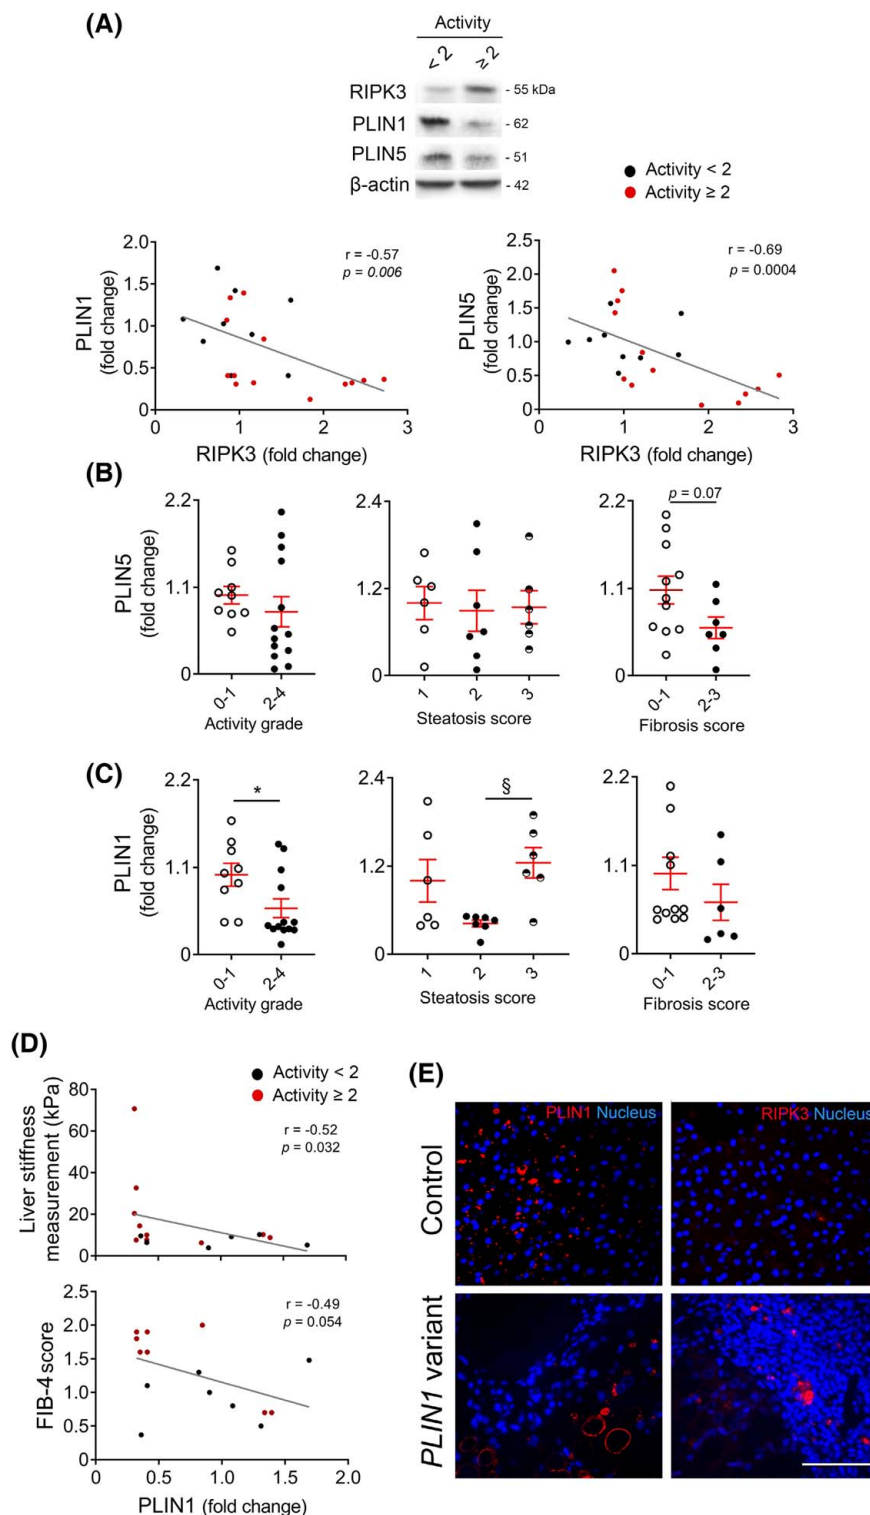 (A)
Activity
< 2 ≥ 2
RIPK3 - 55 kDa
PLIN1 - 62
PLIN5 - 51
β-actin - 42
Activity < 2
Activity ≥ 2
PLIN1
(fold change)
2.0
1.5
1.0
0.5
0
r = -0.57
p = 0.006
0 1 2 3
RIPK3 (fold change)
PLIN5
(fold change)
2.5
2.0
1.5
1.0
0.5
0
r = -0.69
p = 0.0004
0 1 2 3
RIPK3 (fold change)
(B)
PLIN5
(fold change)
2.2
1.1
0
0-1 2-4
Activity grade
2.4
1.2
0
1 2 3
Steatosis score
2.2
1.1
0
p = 0.07
0-1 2-3
Fibrosis score
(C)
PLIN1
(fold change)
2.2
1.1
0
*
0-1 2-4
Activity grade
2.4
1.2
0
§
1 2 3
Steatosis score
2.2
1.1
0
0-1 2-3
Fibrosis score
(D)
Activity < 2
Activity ≥ 2
Liver stiffness
measurement (kPa)
80
60
40
20
0
r = -0.52
p = 0.032
0.0 0.5 1.0 1.5 2.0
FIB-4 score
2.5
2.0
1.5
1.0
0.5
0
r = -0.49
p = 0.054
0 0.5 1.0 1.5 2.0
PLIN1 (fold change)
(E)
PLIN1 Nucleus
RIPK3 Nucleus
Control
PLIN1 variant